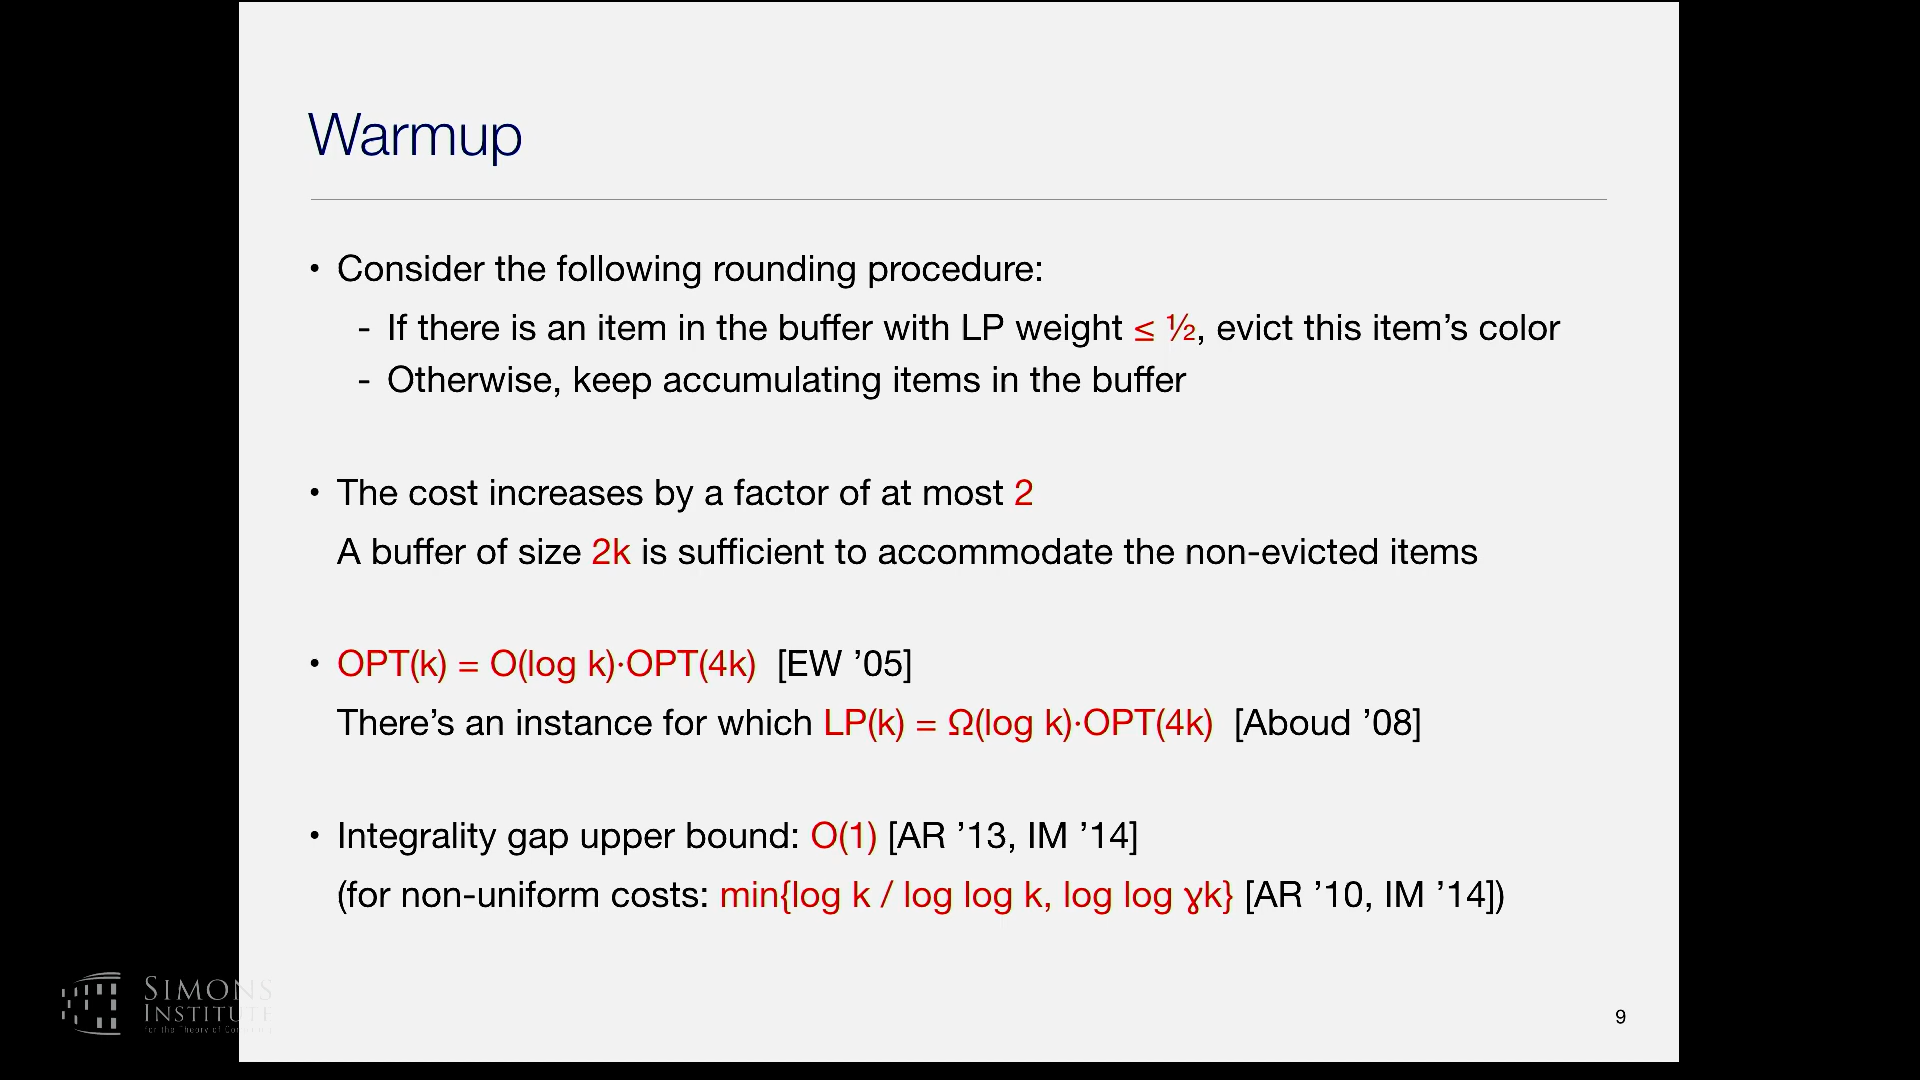 Warmup
• Consider the following rounding procedure:
- If there is an item in the buffer with LP weight ≤ ½, evict this item’s color
- Otherwise, keep accumulating items in the buffer
• The cost increases by a factor of at most 2
A buffer of size 2k is sufficient to accommodate the non-evicted items
• OPT(k) = O(log k)·OPT(4k) [EW ’05]
There’s an instance for which LP(k) = Ω(log k)·OPT(4k) [Aboud ’08]
• Integrality gap upper bound: O(1) [AR ’13, IM ’14]
(for non-uniform costs: min{log k / log log k, log log ɣk} [AR ’10, IM ’14])
SIMONS
INSTITUTE
for the Theory of
9